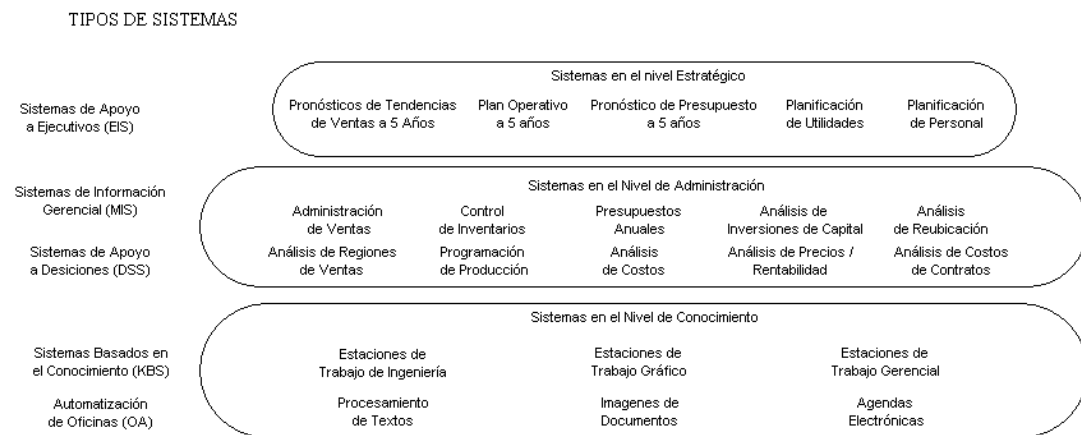 TIPOS DE SISTEMAS
Sistemas en el nivel Estratégico
Sistemas de Apoyo
a Ejecutivos (EIS)
Pronósticos de Tendencias
de Ventas a 5 Años
Plan Operativo
a 5 años
Pronóstico de Presupuesto
a 5 años
Planificación
de Utilidades
Planificación
de Personal
Sistemas en el Nivel de Administración
Sistemas de Información
Gerencial (MIS)
Administración
de Ventas
Control
de Inventarios
Presupuestos
Anuales
Análisis de
Inversiones de Capital
Análisis
de Reubicación
Sistemas de Apoyo
a Desiciones (DSS)
Análisis de Regiones
de Ventas
Programación
de Producción
Análisis
de Costos
Análisis de Precios /
Rentabilidad
Análisis de Costos
de Contratos
Sistemas en el Nivel de Conocimiento
Sistemas Basados en
el Conocimiento (KBS)
Estaciones de
Trabajo de Ingeniería
Estaciones de
Trabajo Gráfico
Estaciones de
Trabajo Gerencial
Automatización
de Oficinas (OA)
Procesamiento
de Textos
Imagenes de
Documentos
Agendas
Electrónicas